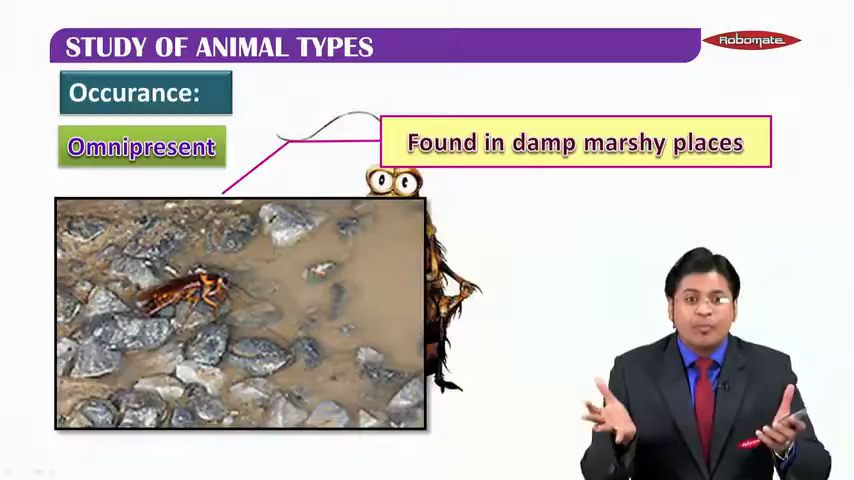 STUDY OF ANIMAL TYPES
Robomate
Occurance:
Omnipresent
Found in damp marshy places